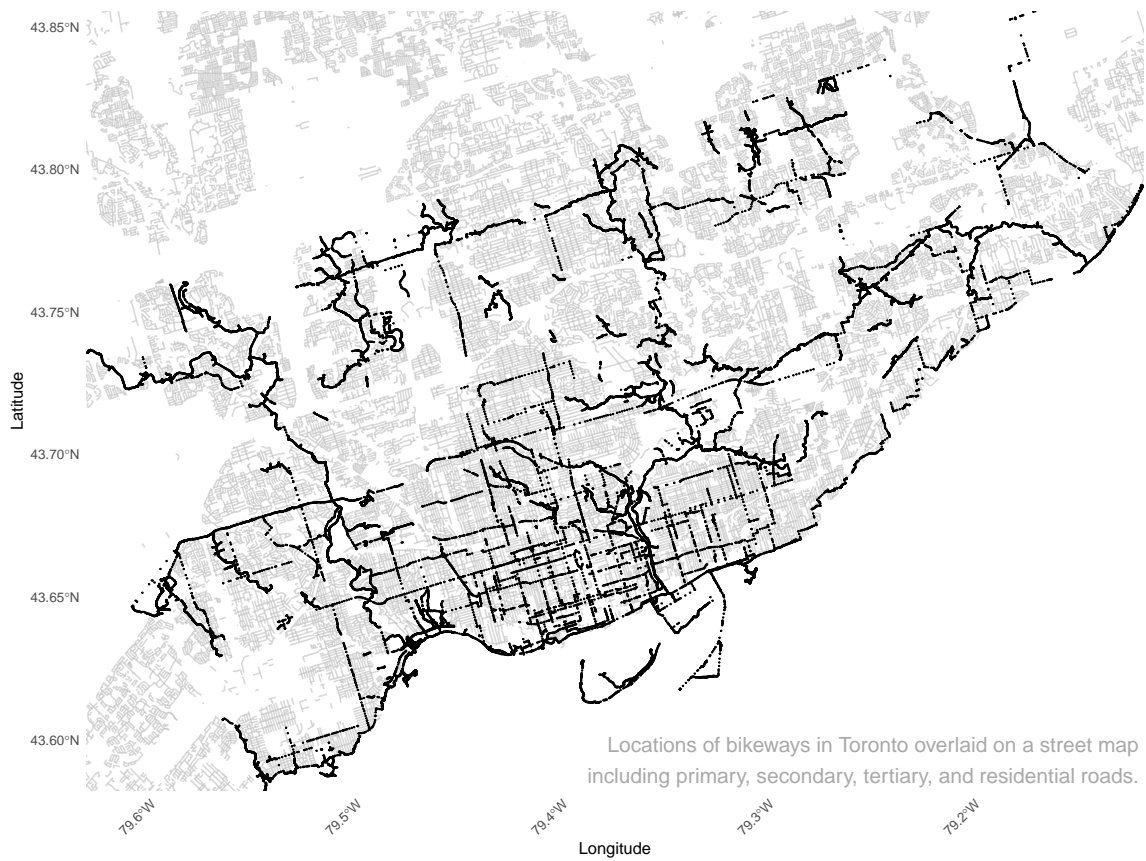 43.85°N
43.80°N
43.75°N
43.70°N
43.65°N
43.60°N
Latitude
Locations of bikeways in Toronto overlaid on a street map
including primary, secondary, tertiary, and residential roads.
79.6°W
79.5°W
79.4°W
79.3°W
79.2°W
Longitude